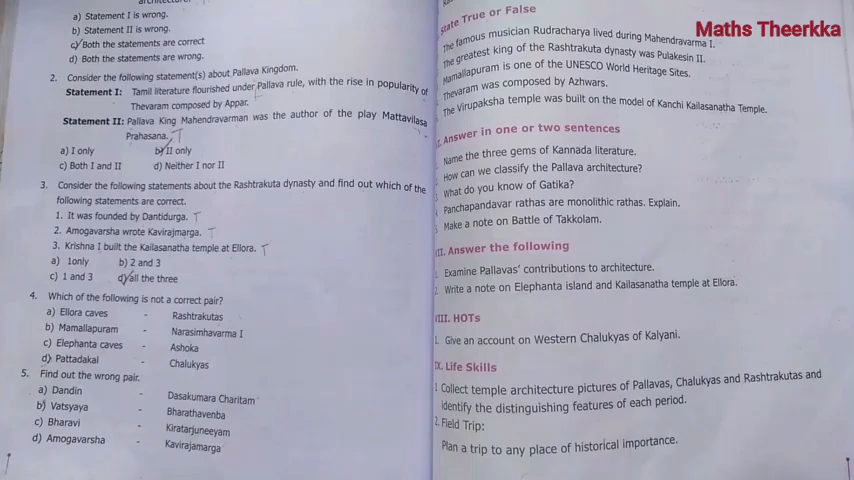 a) Statement I is wrong.
b) Statement II is wrong.
c) Both the statements are correct
d) Both the statements are wrong.
2. Consider the following statement(s) about Pallava Kingdom.
Statement I: Tamil literature flourished under Pallava rule, with the rise in popularity of
Thevaram composed by Appar.
Statement II: Pallava King Mahendravarman was the author of the play Mattavilasa
Prahasana. T
a) I only b) II only
c) Both I and II d) Neither I nor II
3. Consider the following statements about the Rashtrakuta dynasty and find out which of the
following statements are correct.
1. It was founded by Dantidurga. T
2. Amogavarsha wrote Kavirajmarga. T
3. Krishna I built the Kailasanatha temple at Ellora. T
a) 1only b) 2 and 3
c) 1 and 3 d) all the three
4. Which of the following is not a correct pair?
a) Ellora caves - Rashtrakutas
b) Mamallapuram - Narasimhavarma I
c) Elephanta caves - Ashoka
d) Pattadakal - Chalukyas
5. Find out the wrong pair.
a) Dandin - Dasakumara Charitam
b) Vatsyaya - Bharathavenba
c) Bharavi - Kiratarjuneeyam
d) Amogavarsha - Kavirajamarga
State True or False
Maths Theerkka
The famous musician Rudracharya lived during Mahendravarma I.
The greatest king of the Rashtrakuta dynasty was Pulakesin II.
Mamallapuram is one of the UNESCO World Heritage Sites.
Thevaram was composed by Azhwars.
The Virupaksha temple was built on the model of Kanchi Kailasanatha Temple.
Answer in one or two sentences
Name the three gems of Kannada literature.
How can we classify the Pallava architecture?
3. What do you know of Gatika?
4. Panchapandavar rathas are monolithic rathas. Explain.
5. Make a note on Battle of Takkolam.
VII. Answer the following
1. Examine Pallavas' contributions to architecture.
2. Write a note on Elephanta island and Kailasanatha temple at Ellora.
VIII. HOTs
1. Give an account on Western Chalukyas of Kalyani.
IX. Life Skills
1 Collect temple architecture pictures of Pallavas, Chalukyas and Rashtrakutas and
identify the distinguishing features of each period.
2. Field Trip:
Plan a trip to any place of historical importance.